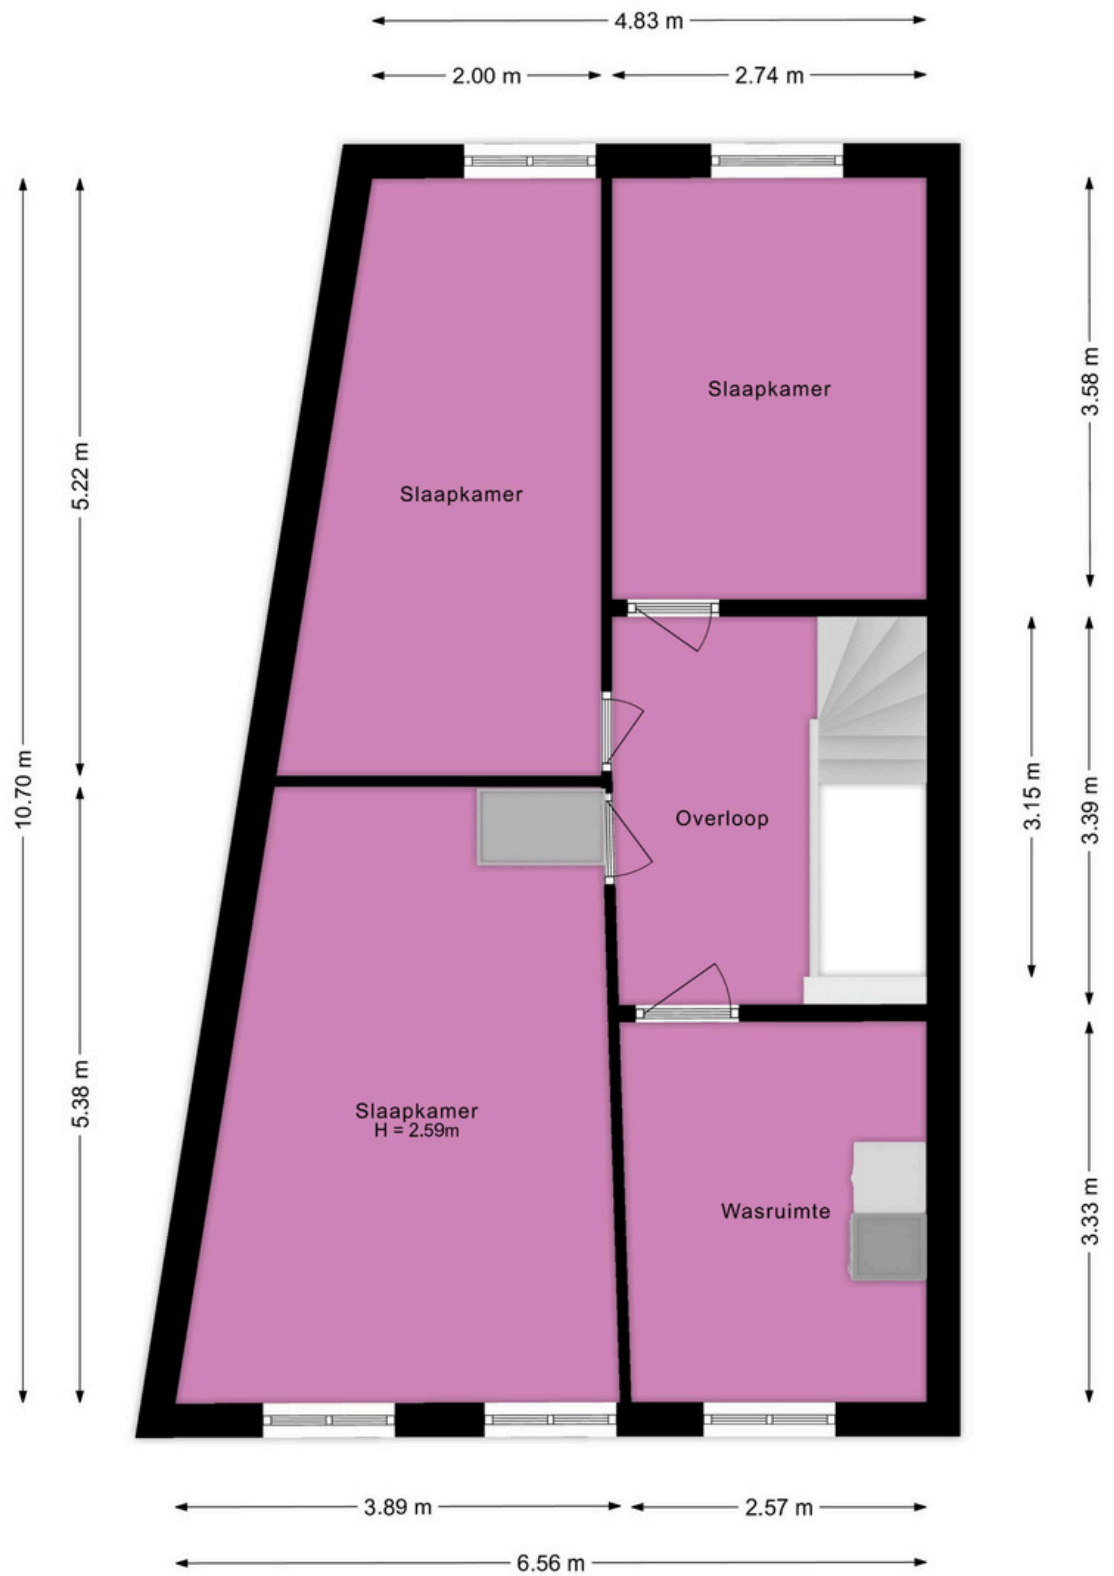 4.83 m
2.00 m
2.74 m
Slaapkamer
3.58 m
5.22 m
Slaapkamer
10.70 m
3.15 m
3.39 m
Overloop
5.38 m
Slaapkamer
H = 2.59m
Wasruimte
3.33 m
3.89 m
2.57 m
6.56 m